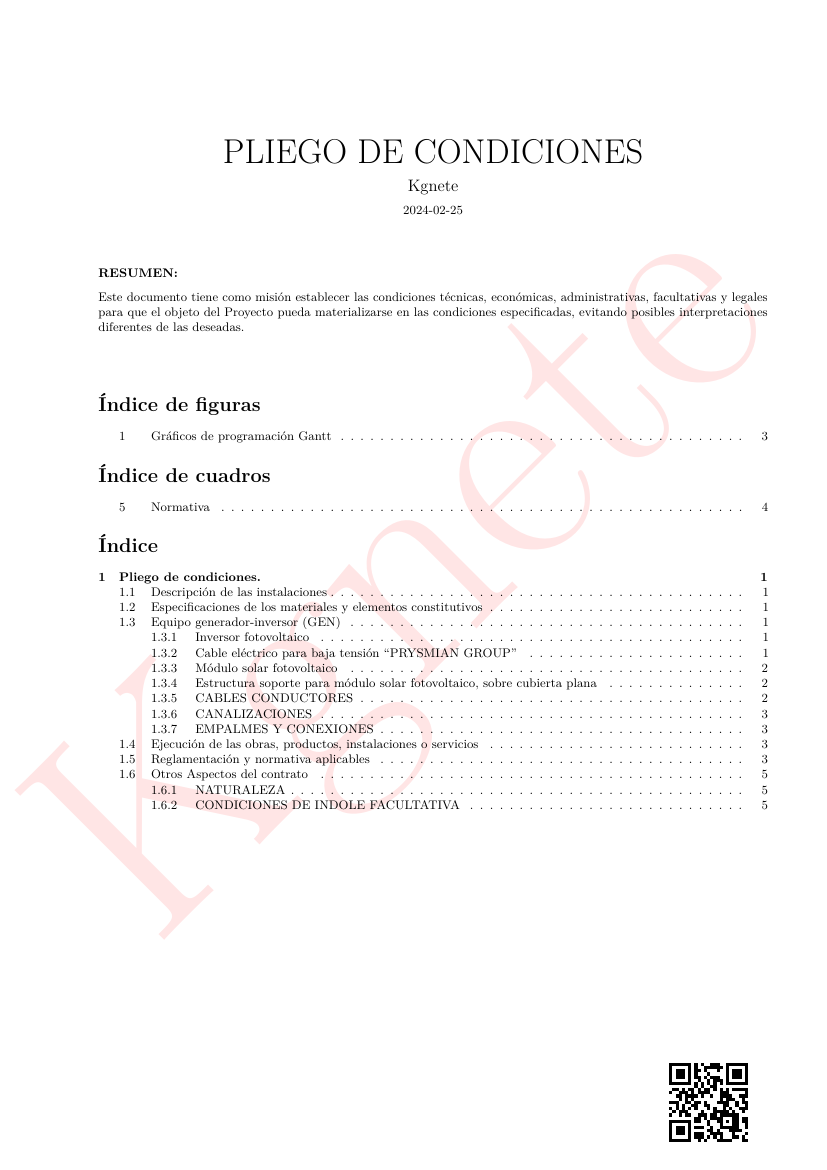 PLIEGO DE CONDICIONES
Kgnete
2024-02-25
RESUMEN:
Este documento tiene como misión establecer las condiciones técnicas, económicas, administrativas, facultativas y legales
para que el objeto del Proyecto pueda materializarse en las condiciones especificadas, evitando posibles interpretaciones
diferentes de las deseadas.
Índice de figuras
1 Gráficos de programación Gantt . . . . . . . . . . . . . . . . . . . . 3
Índice de cuadros
5 Normativa . . . . . . . . . . . . . . . . . . . . 4
Índice
1 Pliego de condiciones. 1
1.1 Descripción de las instalaciones . . . . . . . . . . . . . . . . . . . . 1
1.2 Especificaciones de los materiales y elementos constitutivos . . . . . . . . . . . . . . . . . . . . 1
1.3 Equipo generador-inversor (GEN) . . . . . . . . . . . . . . . . . . . . 1
1.3.1 Inversor fotovoltaico . . . . . . . . . . . . . . . . . . . . 1
1.3.2 Cable eléctrico para baja tensión “PRYSMIAN GROUP” . . . . . . . . . . . . . . . . . . . . 1
1.3.3 Módulo solar fotovoltaico . . . . . . . . . . . . . . . . . . . . 2
1.3.4 Estructura soporte para módulo solar fotovoltaico, sobre cubierta plana . . . . . . . . . . . . . . 2
1.3.5 CABLES CONDUCTORES . . . . . . . . . . . . . . . . . . . . 2
1.3.6 CANALIZACIONES . . . . . . . . . . . . . . . . . . . . 3
1.3.7 EMPALMES Y CONEXIONES . . . . . . . . . . . . . . . . . . . . 3
1.4 Ejecución de las obras, productos, instalaciones o servicios . . . . . . . . . . . . . . . . . . . . 3
1.5 Reglamentación y normativa aplicables . . . . . . . . . . . . . . . . . . . . 3
1.6 Otros Aspectos del contrato . . . . . . . . . . . . . . . . . . . . 5
1.6.1 NATURALEZA . . . . . . . . . . . . . . . . . . . . 5
1.6.2 CONDICIONES DE INDOLE FACULTATIVA . . . . . . . . . . . . . . . . . . . . 5
Kgnete